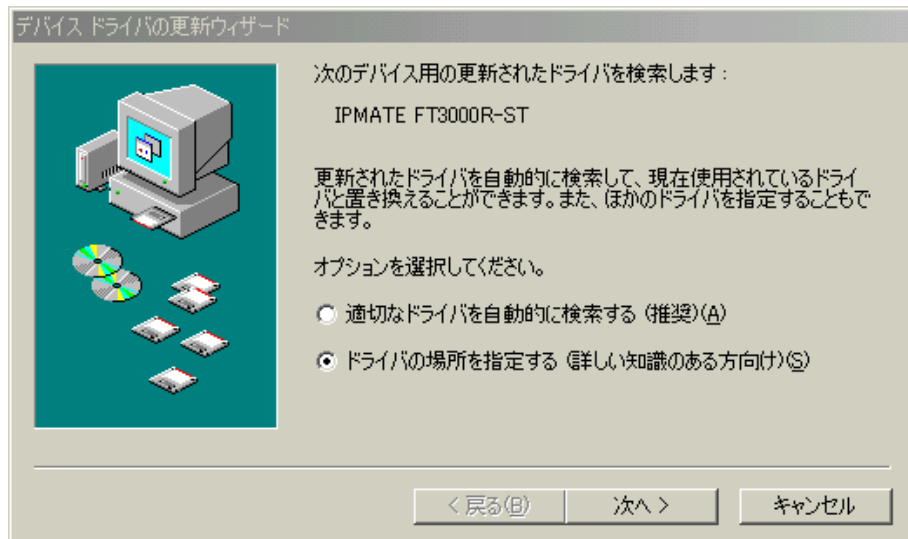 デバイス ドライバの更新ウィザード
次のデバイス用の更新されたドライバを検索します：
IPMATE FT3000R-ST
更新されたドライバを自動的に検索して、現在使用されているドライ
バと置き換えることができます。また、ほかのドライバを指定することもで
きます。
オプションを選択してください。
適切なドライバを自動的に検索する (推奨)(A)
ドライバの場所を指定する (詳しい知識のある方向け)(S)
< 戻る(B)
次へ >
キャンセル